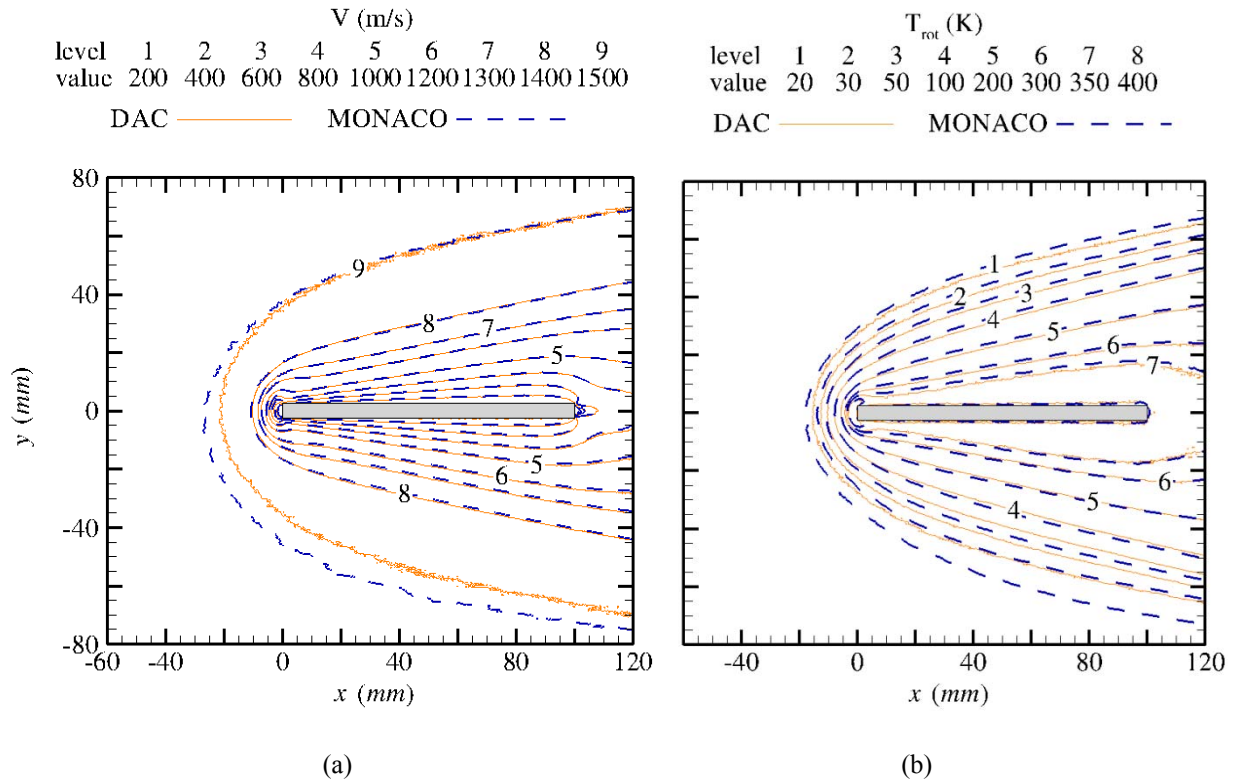 V (m/s)
level 1 2 3 4 5 6 7 8 9
value 200 400 600 800 1000 1200 1300 1400 1500
DAC MONACO
80
40
0
-40
-80
y (mm)
9
8
7
5
6
5
8
-60 -40 0 40 80 120
x (mm)
(a)
T_rot (K)
level 1 2 3 4 5 6 7 8
value 20 30 50 100 200 300 350 400
DAC MONACO
1
2
3
4
5
6
7
6
5
4
-40 0 40 80 120
x (mm)
(b)